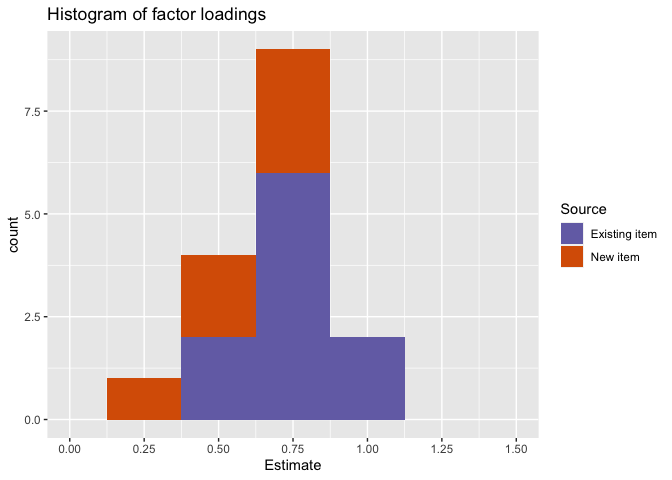 Histogram of factor loadings
7.5
5.0
2.5
0.0
count
0.00 0.25 0.50 0.75 1.00 1.25 1.50
Estimate
Source
Existing item
New item